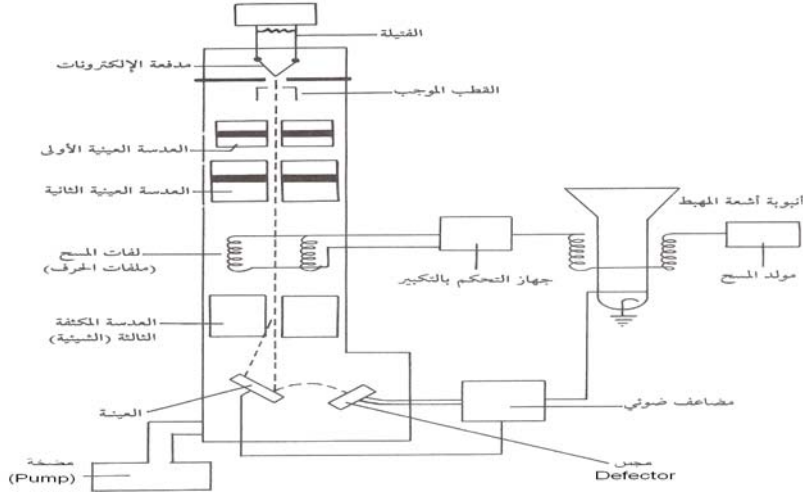 الفتيلة
مدفعة الإلكترونات
القطب الموجب
العدسة العينية الأولى
العدسة العينية الثانية
أنبوبة أشعة المهبط
لفات المسح
(ملفات الحرف)
جهاز التحكم بالتكبير
مولد المسح
العدسة المكثفة
الثالثة (الشيئية)
العينة
مضاعف ضوئي
مضخة
(Pump)
مجس
Defector